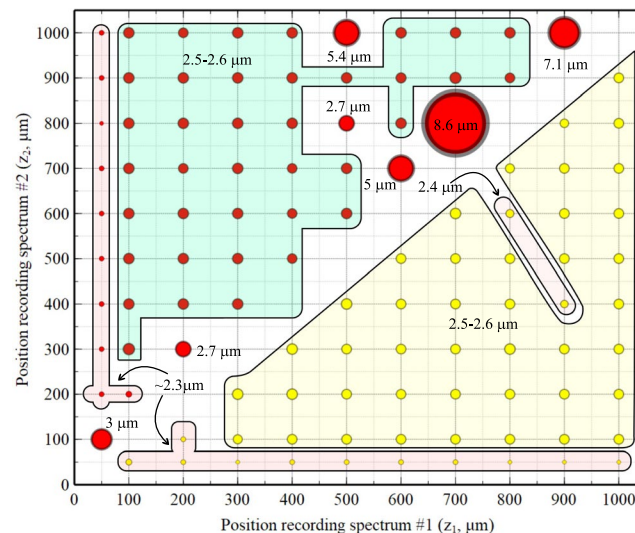 1000
900
800
700
600
500
400
300
200
100
0
Position recording spectrum #2 (z₂, µm)
2.5-2.6 µm
5.4 µm
7.1 µm
2.7 µm
8.6 µm
5 µm
2.4 µm
2.5-2.6 µm
2.7 µm
~2.3µm
3 µm
0 100 200 300 400 500 600 700 800 900 1000
Position recording spectrum #1 (z₁, µm)